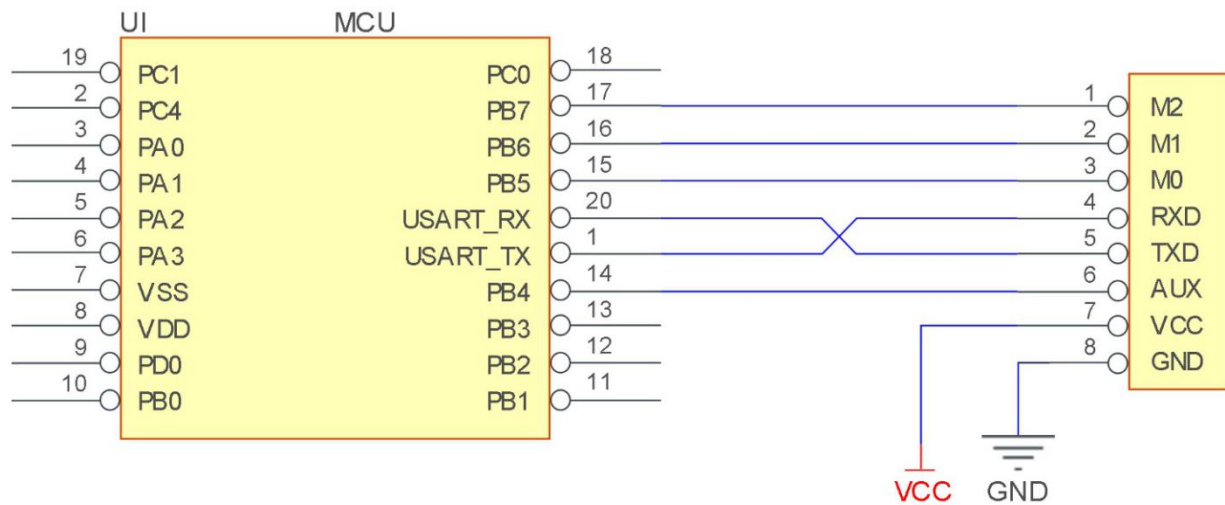 UI MCU
19 PC1 PC0 18
2 PC4 PB7 17 1 M2
3 PA0 PB6 16 2 M1
4 PA1 PB5 15 3 M0
5 PA2 USART_RX 20 4 RXD
6 PA3 USART_TX 1 5 TXD
7 VSS PB4 14 6 AUX
8 VDD PB3 13 7 VCC
9 PD0 PB2 12 8 GND
10 PB0 PB1 11
VCC GND